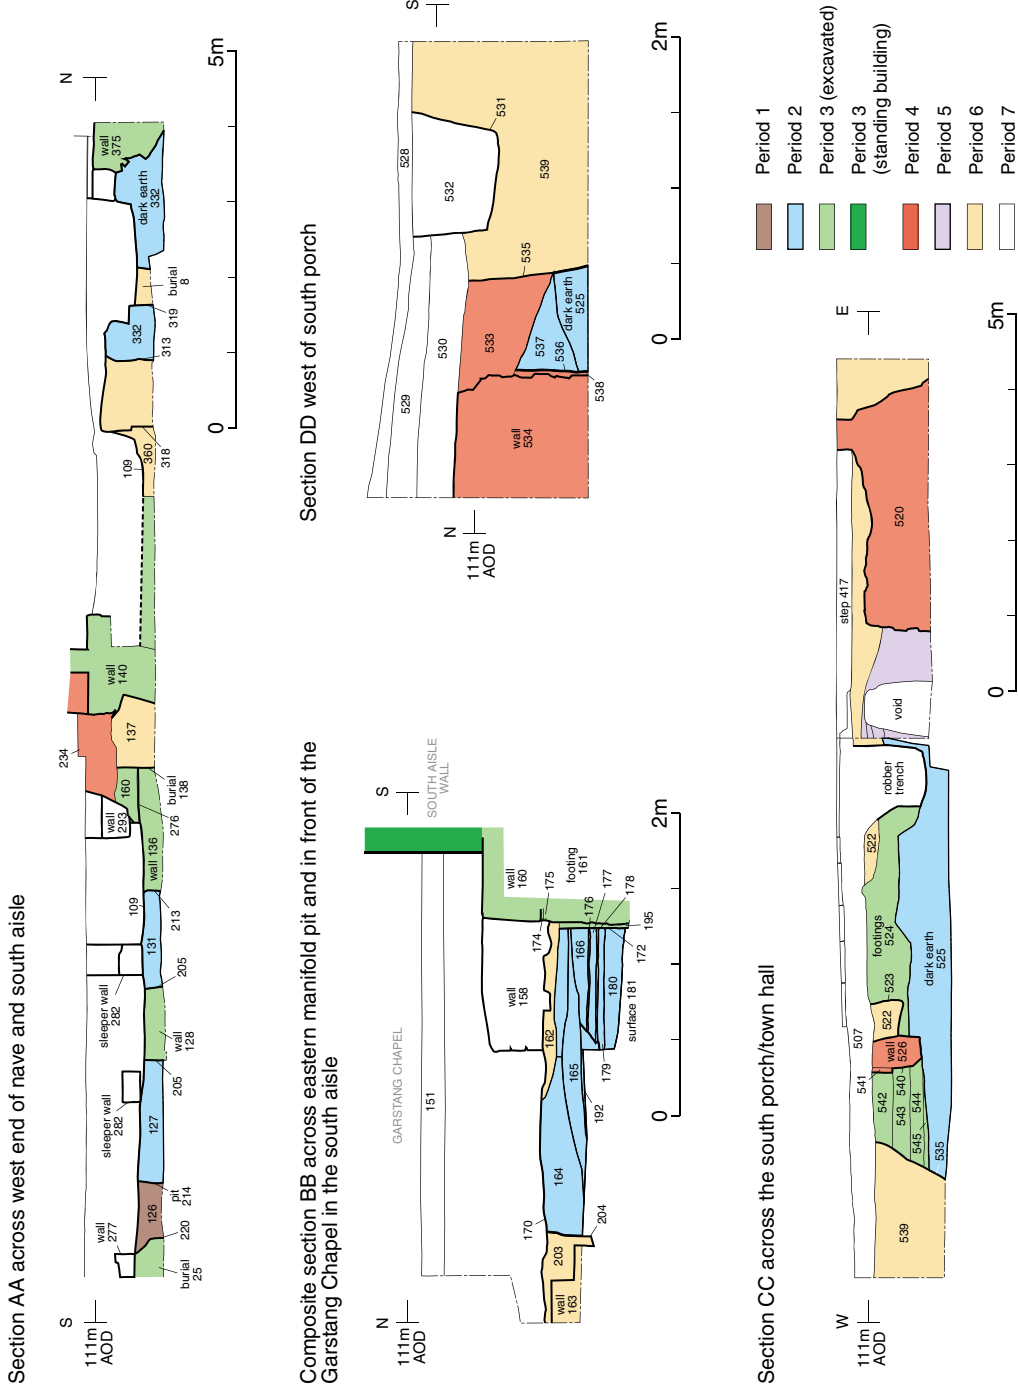 Section AA across west end of nave and south aisle
S
111m
AOD
N
wall
277
burial
25
220
126
pit
214
127
sleeper wall
282
205
wall
128
sleeper wall
282
205
131
109
213
wall 136
wall
293
276
160
burial
138
234
137
wall
140
109
360
318
313
332
319
burial
8
dark earth
332
wall
375
0
5m
Composite section BB across eastern manifold pit and in front of the
Garstang Chapel in the south aisle
N
111m
AOD
S
GARSTANG CHAPEL
SOUTH AISLE
WALL
151
wall
163
203
204
170
164
192
162
165
wall
158
179
166
180
surface 181
174
175
wall
160
footing
161
176
177
178
195
172
0
2m
Section DD west of south porch
N
111m
AOD
S
529
530
528
wall
534
533
538
537
536
dark earth
525
535
532
531
539
0
2m
Section CC across the south porch/town hall
W
111m
AOD
E
539
535
541
542
543
540
544
545
507
wall
526
522
523
footings
524
522
dark earth
525
robber
trench
void
step 417
520
0
5m
Period 1
Period 2
Period 3 (excavated)
Period 3
(standing building)
Period 4
Period 5
Period 6
Period 7